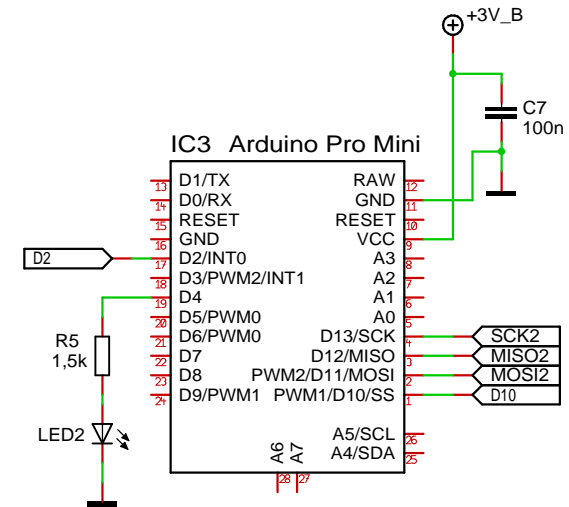 +3V_B
C7
100n
IC3 Arduino Pro Mini
13 D1/TX RAW 12
14 D0/RX GND 11
15 RESET RESET 10
16 GND VCC 9
D2 17 D2/INT0 A3 8
18 D3/PWM2/INT1 A2 7
19 D4 A1 6
20 D5/PWM0 A0 5
21 D6/PWM0 D13/SCK 4 SCK2
22 D7 D12/MISO 3 MISO2
23 D8 PWM2/D11/MOSI 2 MOSI2
24 D9/PWM1 PWM1/D10/SS 1 D10
R5
1,5k
LED2
A5/SCL 26
A4/SDA 25
A6 A7
28 27